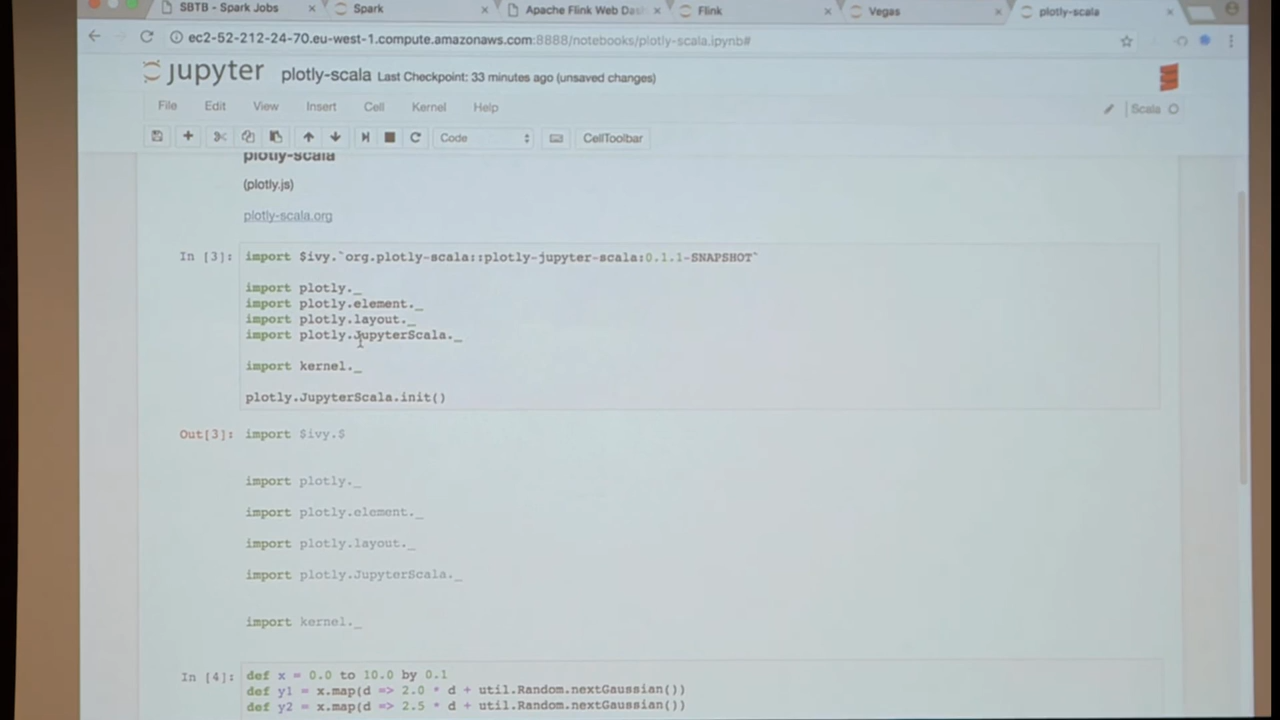 SBTB - Spark Jobs × Spark × Apache Flink Web Das × Flink × Vegas × plotly-scala ×
ec2-52-212-24-70.eu-west-1.compute.amazonaws.com:8888/notebooks/plotly-scala.ipynb#
jupyter plotly-scala Last Checkpoint: 33 minutes ago (unsaved changes)
File Edit View Insert Cell Kernel Help Scala
Code CellToolbar
plotly-scala
(plotly.js)
plotly-scala.org
In [3]: import $ivy.`org.plotly-scala::plotly-jupyter-scala:0.1.1-SNAPSHOT`
import plotly._
import plotly.element._
import plotly.layout._
import plotly.JupyterScala._
import kernel._
plotly.JupyterScala.init()
Out[3]: import $ivy.$
import plotly._
import plotly.element._
import plotly.layout._
import plotly.JupyterScala._
import kernel._
In [4]: def x = 0.0 to 10.0 by 0.1
def y1 = x.map(d => 2.0 * d + util.Random.nextGaussian())
def y2 = x.map(d => 2.5 * d + util.Random.nextGaussian())